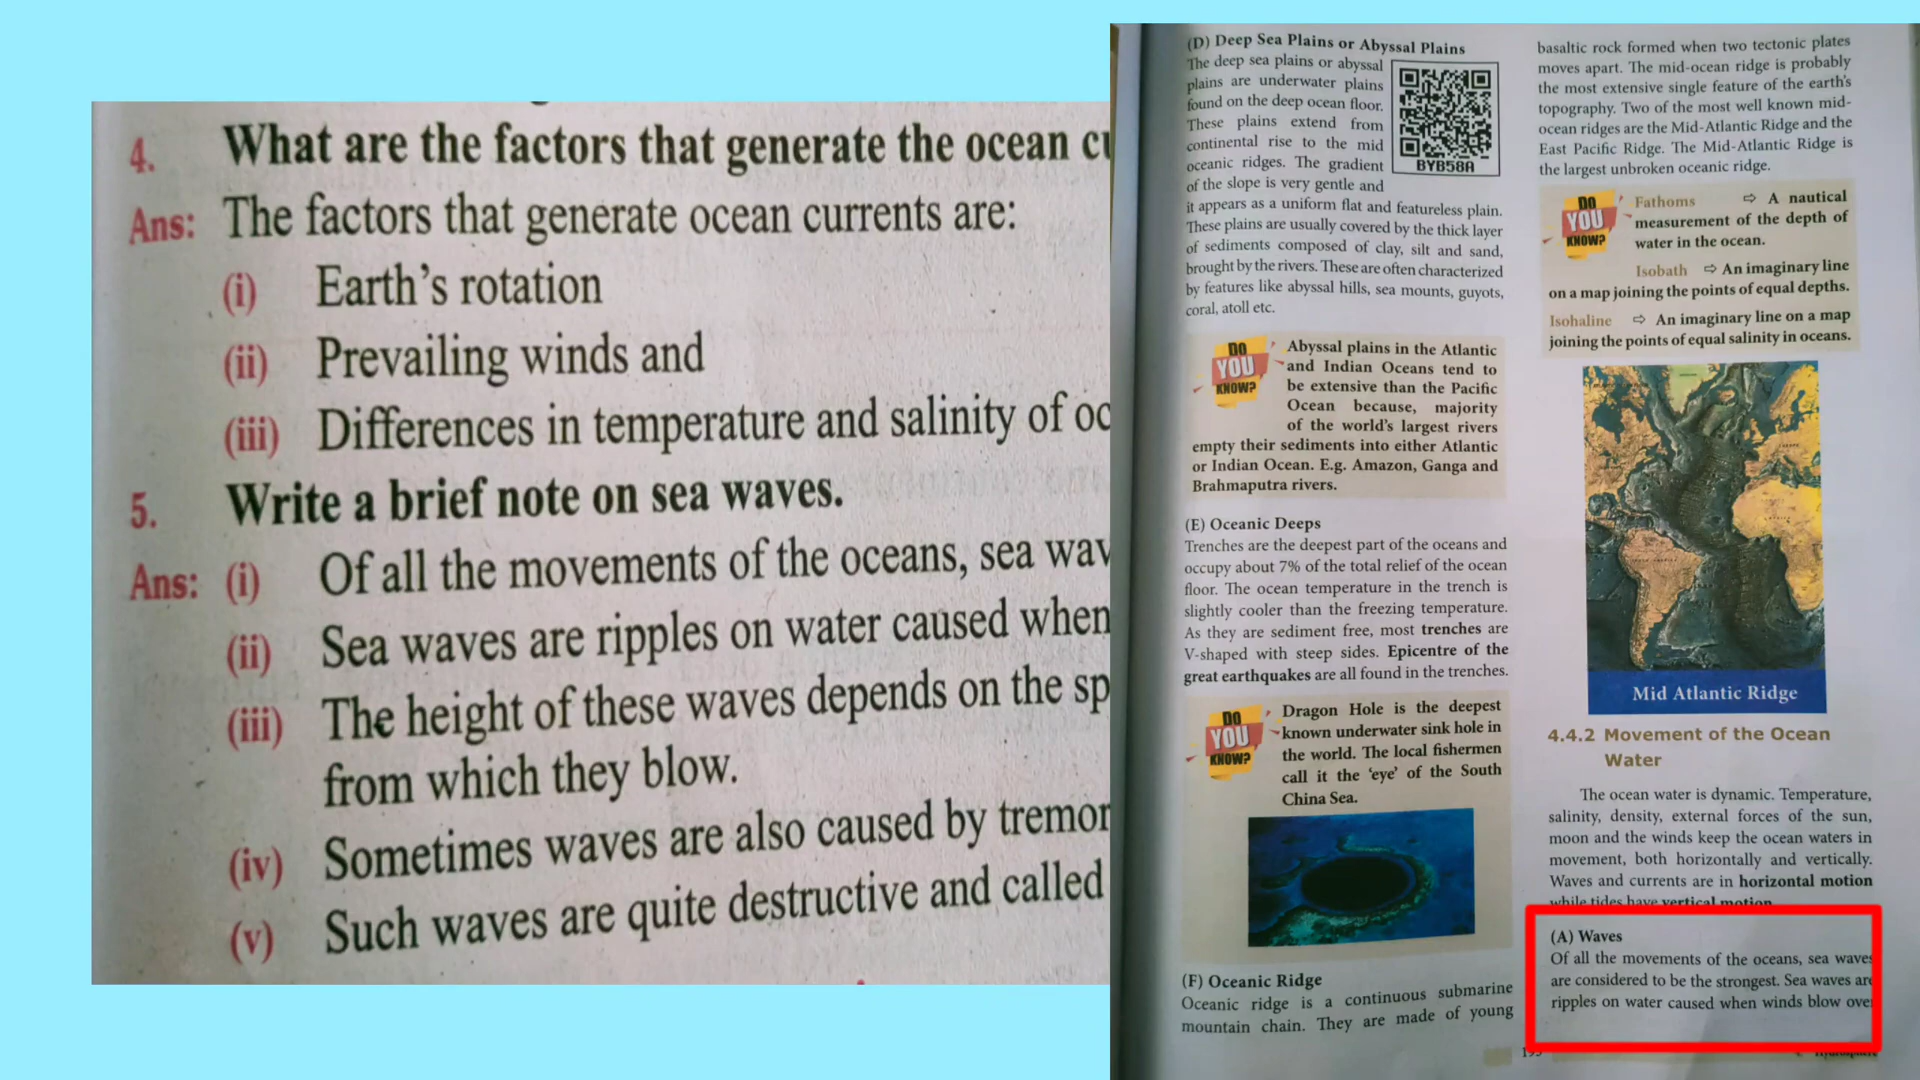 4. What are the factors that generate the ocean
Ans: The factors that generate ocean currents are:
(i) Earth's rotation
(ii) Prevailing winds and
(iii) Differences in temperature and salinity of
5. Write a brief note on sea waves.
Ans: (i) Of all the movements of the oceans, sea
(ii) Sea waves are ripples on water caused when
(iii) The height of these waves depends on the
from which they blow.
(iv) Sometimes waves are also caused by
(v) Such waves are quite destructive and called
(D) Deep Sea Plains or Abyssal Plains
The deep sea plains or abyssal
plains are underwater plains
found on the deep ocean floor.
These plains extend from
continental rise to the mid
oceanic ridges. The gradient
of the slope is very gentle and
it appears as a uniform flat and featureless plain.
These plains are usually covered by the thick layer
of sediments composed of clay, silt and sand,
brought by the rivers. These are often characterized
by features like abyssal hills, sea mounts, guyots,
coral, atoll etc.
BYB58A
DO YOU KNOW?
Abyssal plains in the Atlantic
and Indian Oceans tend to
be extensive than the Pacific
Ocean because, majority
of the world's largest rivers
empty their sediments into either Atlantic
or Indian Ocean. E.g. Amazon, Ganga and
Brahmaputra rivers.
(E) Oceanic Deeps
Trenches are the deepest part of the oceans and
occupy about 7% of the total relief of the ocean
floor. The ocean temperature in the trench is
slightly cooler than the freezing temperature.
As they are sediment free, most trenches are
V-shaped with steep sides. Epicentre of the
great earthquakes are all found in the trenches.
DO YOU KNOW?
Dragon Hole is the deepest
known underwater sink hole in
the world. The local fishermen
call it the 'eye' of the South
China Sea.
(F) Oceanic Ridge
Oceanic ridge is a continuous submarine
mountain chain. They are made of young
basaltic rock formed when two tectonic plates
moves apart. The mid-ocean ridge is probably
the most extensive single feature of the earth's
topography. Two of the most well known mid-
ocean ridges are the Mid-Atlantic Ridge and the
East Pacific Ridge. The Mid-Atlantic Ridge is
the largest unbroken oceanic ridge.
DO YOU KNOW?
Fathoms ⇨ A nautical
measurement of the depth of
water in the ocean.
Isobath ⇨ An imaginary line
on a map joining the points of equal depths.
Isohaline ⇨ An imaginary line on a map
joining the points of equal salinity in oceans.
Mid Atlantic Ridge
4.4.2 Movement of the Ocean
Water
The ocean water is dynamic. Temperature,
salinity, density, external forces of the sun,
moon and the winds keep the ocean waters in
movement, both horizontally and vertically.
Waves and currents are in horizontal motion
while tides have vertical motion.
(A) Waves
Of all the movements of the oceans, sea waves
are considered to be the strongest. Sea waves are
ripples on water caused when winds blow